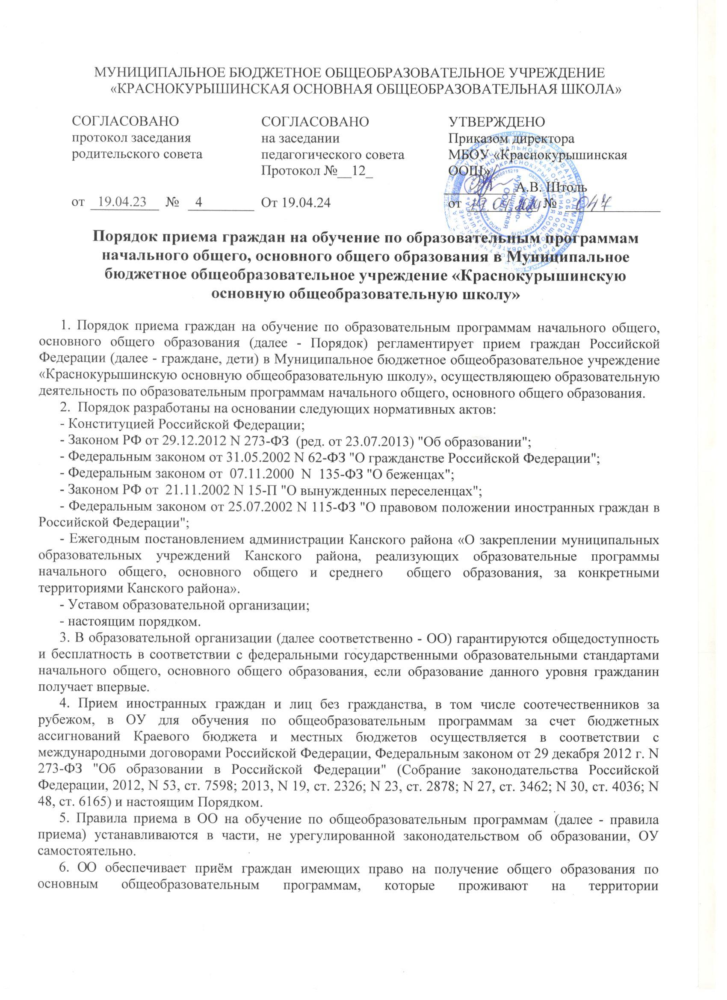 МУНИЦИПАЛЬНОЕ БЮДЖЕТНОЕ ОБЩЕОБРАЗОВАТЕЛЬНОЕ УЧРЕЖДЕНИЕ
«КРАСНОКУРЫШИНСКАЯ ОСНОВНАЯ ОБЩЕОБРАЗОВАТЕЛЬНАЯ ШКОЛА»
СОГЛАСОВАНО
протокол заседания
родительского совета
от 19.04.23 № 4
СОГЛАСОВАНО
на заседании
педагогического совета
Протокол №__12_
От 19.04.24
УТВЕРЖДЕНО
Приказом директора
МБОУ «Краснокурышинская
ООШ»
А.В. Штоль
от 19.04. № 047
МБОУ «Красно-
курышинская
ООШ»
Порядок приема граждан на обучение по образовательным программам
начального общего, основного общего образования в Муниципальное
бюджетное общеобразовательное учреждение «Краснокурышинскую
основную общеобразовательную школу»
1. Порядок приема граждан на обучение по образовательным программам начального общего,
основного общего образования (далее - Порядок) регламентирует прием граждан Российской
Федерации (далее - граждане, дети) в Муниципальное бюджетное общеобразовательное учреждение
«Краснокурышинскую основную общеобразовательную школу», осуществляющею образовательную
деятельность по образовательным программам начального общего, основного общего образования.
2. Порядок разработаны на основании следующих нормативных актов:
- Конституцией Российской Федерации;
- Законом РФ от 29.12.2012 N 273-ФЗ (ред. от 23.07.2013) "Об образовании";
- Федеральным законом от 31.05.2002 N 62-ФЗ "О гражданстве Российской Федерации";
- Федеральным законом от 07.11.2000 N 135-ФЗ "О беженцах";
- Законом РФ от 21.11.2002 N 15-П "О вынужденных переселенцах";
- Федеральным законом от 25.07.2002 N 115-ФЗ "О правовом положении иностранных граждан в
Российской Федерации";
- Ежегодным постановлением администрации Канского района «О закреплении муниципальных
образовательных учреждений Канского района, реализующих образовательные программы
начального общего, основного общего и среднего общего образования, за конкретными
территориями Канского района».
- Уставом образовательной организации;
- настоящим порядком.
3. В образовательной организации (далее соответственно - ОО) гарантируются общедоступность
и бесплатность в соответствии с федеральными государственными образовательными стандартами
начального общего, основного общего образования, если образование данного уровня гражданин
получает впервые.
4. Прием иностранных граждан и лиц без гражданства, в том числе соотечественников за
рубежом, в ОУ для обучения по общеобразовательным программам за счет бюджетных
ассигнований Краевого бюджета и местных бюджетов осуществляется в соответствии с
международными договорами Российской Федерации, Федеральным законом от 29 декабря 2012 г. N
273-ФЗ "Об образовании в Российской Федерации" (Собрание законодательства Российской
Федерации, 2012, N 53, ст. 7598; 2013, N 19, ст. 2326; N 23, ст. 2878; N 27, ст. 3462; N 30, ст. 4036; N
48, ст. 6165) и настоящим Порядком.
5. Правила приема в ОО на обучение по общеобразовательным программам (далее - правила
приема) устанавливаются в части, не урегулированной законодательством об образовании, ОУ
самостоятельно.
6. ОО обеспечивает приём граждан имеющих право на получение общего образования по
основным общеобразовательным программам, которые проживают на территории